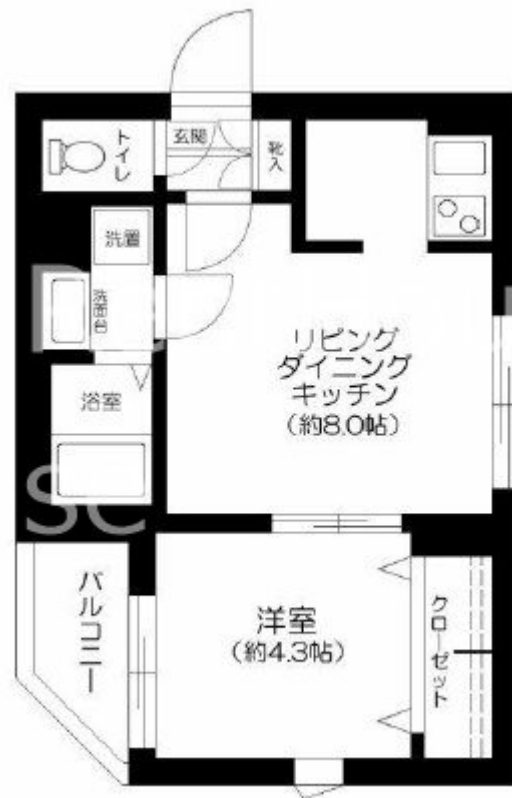 トイレ
玄関
靴入
洗置
洗面台
リビング
ダイニング
キッチン
(約8.0帖)
浴室
sc
バルコニー
洋室
(約4.3帖)
クローゼット